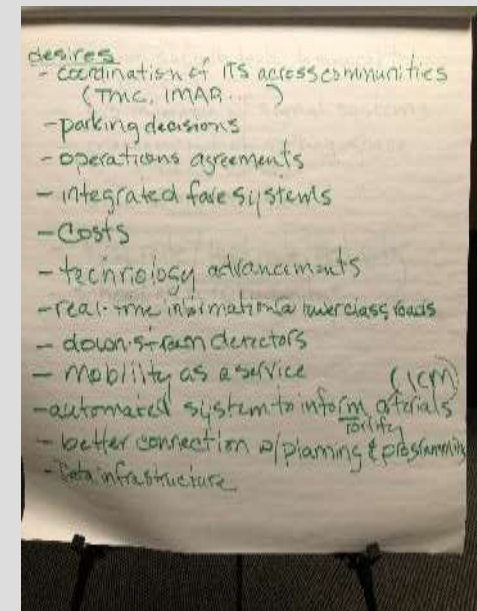 desires
- coordination of ITS across communities
(TMC, IMAR... )
- parking decisions
- operations agreements
- integrated fare systems
- Costs
- technology advancements
- real-time information @ lower class roads
- down-stream detectors
- Mobility as a service
(ICM)
- automated system to inform arterials
- better connection w/planning & programming
- Data infrastructure